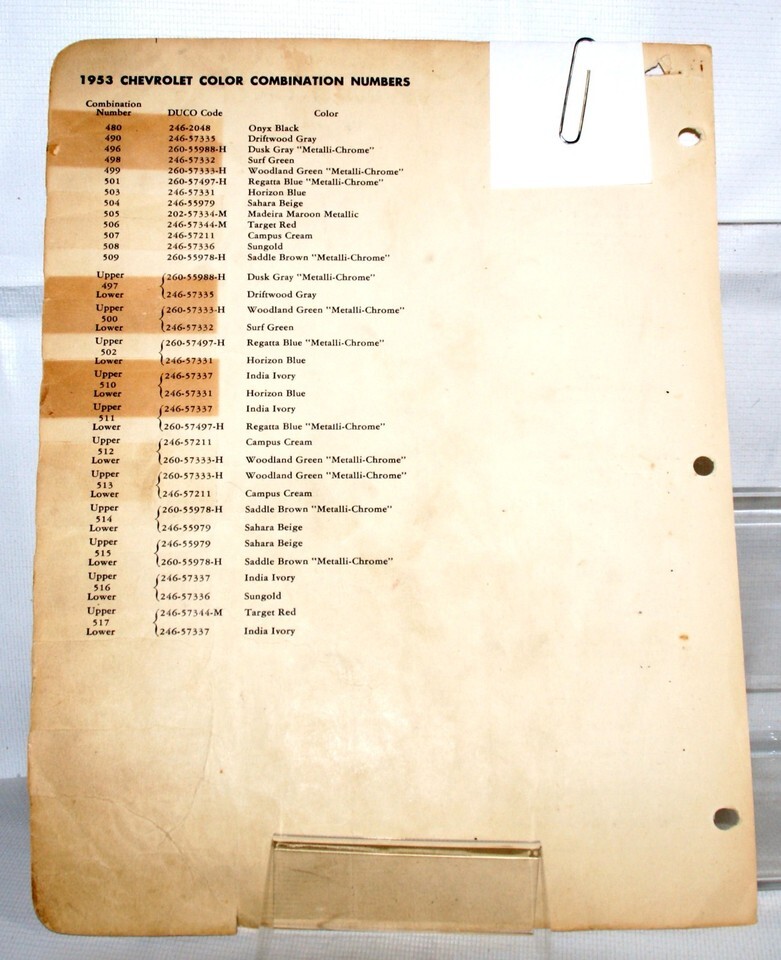 1953 CHEVROLET COLOR COMBINATION NUMBERS
Combination
Number DUCO Code Color
480 246-2048 Onyx Black
490 246-57335 Driftwood Gray
496 260-55988-H Dusk Gray "Metalli-Chrome"
498 246-57332 Surf Green
499 260-57333-H Woodland Green "Metalli-Chrome"
501 260-57497-H Regatta Blue "Metalli-Chrome"
503 246-57331 Horizon Blue
504 246-55979 Sahara Beige
505 202-57334-M Madeira Maroon Metallic
506 246-57344-M Target Red
507 246-57211 Campus Cream
508 246-57336 Sungold
509 260-55978-H Saddle Brown "Metalli-Chrome"
Upper 260-55988-H Dusk Gray "Metalli-Chrome"
497
Lower 246-57335 Driftwood Gray
Upper 260-57333-H Woodland Green "Metalli-Chrome"
500
Lower 246-57332 Surf Green
Upper 260-57497-H Regatta Blue "Metalli-Chrome"
502
Lower 246-57331 Horizon Blue
Upper 246-57337 India Ivory
510
Lower 246-57331 Horizon Blue
Upper 246-57337 India Ivory
511
Lower 260-57497-H Regatta Blue "Metalli-Chrome"
Upper 246-57211 Campus Cream
512
Lower 260-57333-H Woodland Green "Metalli-Chrome"
Upper 260-57333-H Woodland Green "Metalli-Chrome"
513
Lower 246-57211 Campus Cream
Upper 260-55978-H Saddle Brown "Metalli-Chrome"
514
Lower 246-55979 Sahara Beige
Upper 246-55979 Sahara Beige
515
Lower 260-55978-H Saddle Brown "Metalli-Chrome"
Upper 246-57337 India Ivory
516
Lower 246-57336 Sungold
Upper 246-57344-M Target Red
517
Lower 246-57337 India Ivory